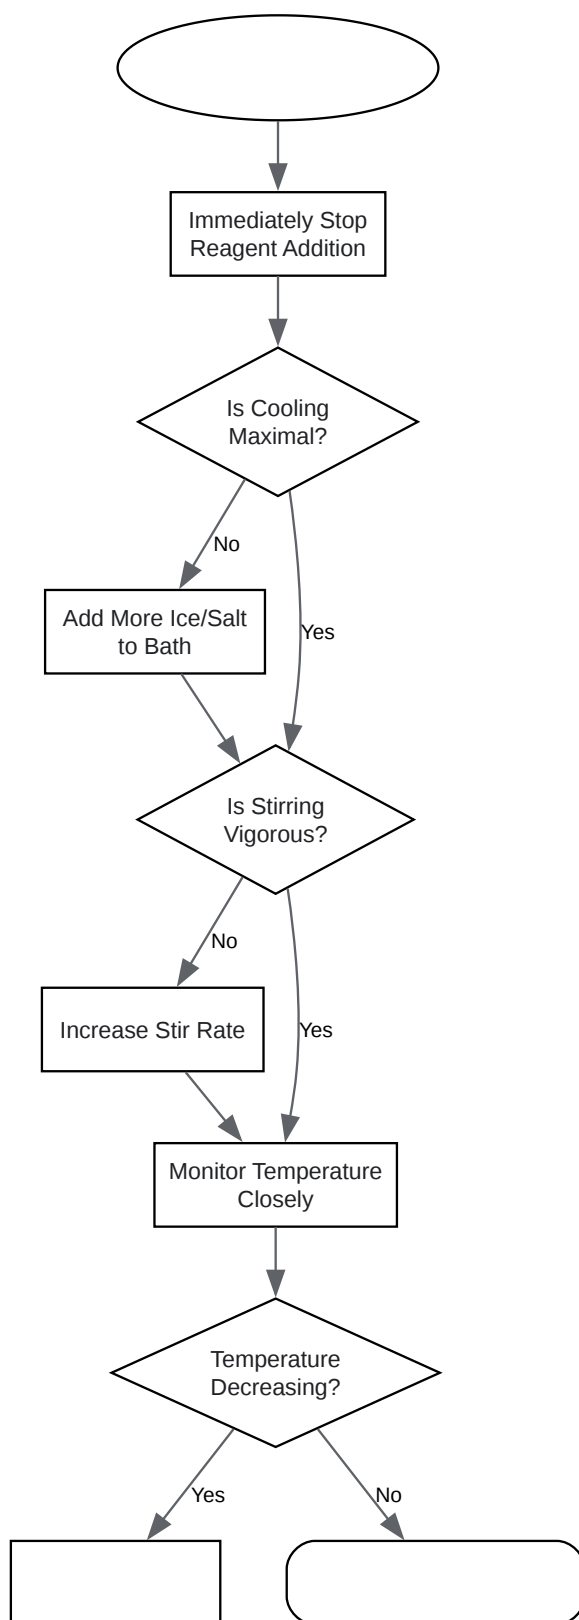 Immediately Stop
Reagent Addition
Is Cooling
Maximal?
No
Add More Ice/Salt
to Bath
Yes
Is Stirring
Vigorous?
No
Increase Stir Rate
Yes
Monitor Temperature
Closely
Temperature
Decreasing?
Yes
No